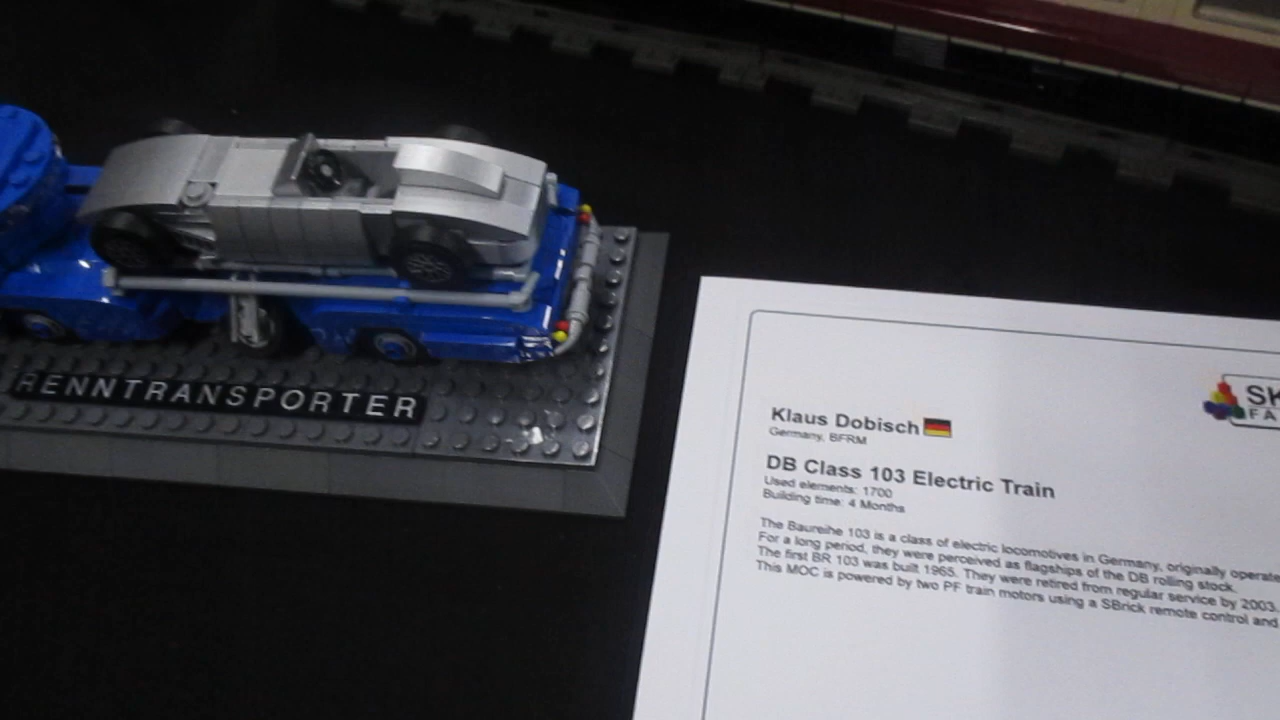 RENNTRANSPORTER
SK
FA
Klaus Dobisch
Germany, BFRM
DB Class 103 Electric Train
Used elements: 1700
Building time: 4 Months
The Baureihe 103 is a class of electric locomotives in Germany, originally operate
For a long period, they were perceived as flagships of the DB rolling stock.
The first BR 103 was built 1965. They were retired from regular service by 2003.
This MOC is powered by two PF train motors using a SBrick remote control and